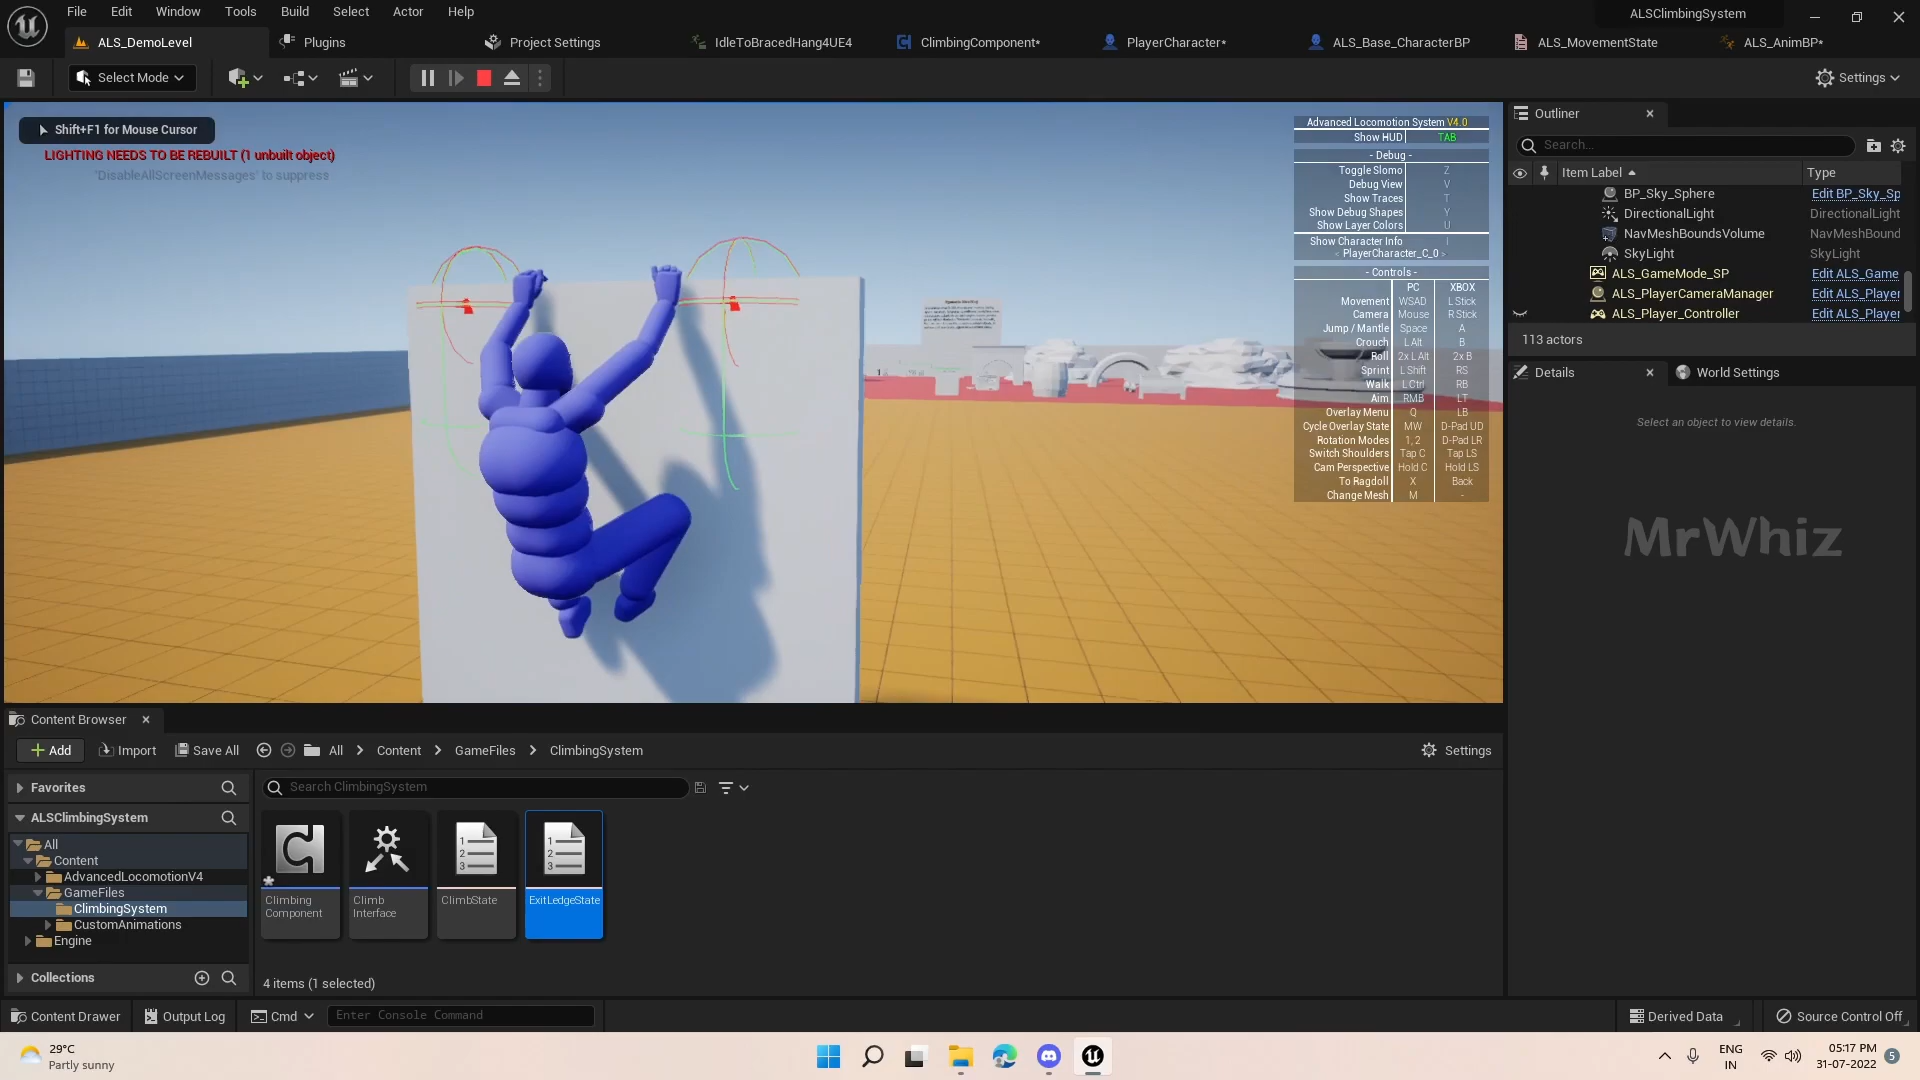 File Edit Window Tools Build Select Actor Help
ALSClimbingSystem
ALS_DemoLevel
Plugins
Project Settings
IdleToBracedHang4UE4
ClimbingComponent*
PlayerCharacter*
ALS_Base_CharacterBP
ALS_MovementState
ALS_AnimBP*
Select Mode
Settings
Shift+F1 for Mouse Cursor
LIGHTING NEEDS TO BE REBUILT (1 unbuilt object)
'DisableAllScreenMessages' to suppress
Advanced Locomotion System V4.0
Show HUD TAB
- Debug -
Toggle Slomo Z
Debug View V
Show Traces T
Show Debug Shapes Y
Show Layer Colors U
Show Character Info I
< PlayerCharacter_C_0 >
- Controls -
PC XBOX
Movement WSAD L Stick
Camera Mouse R Stick
Jump / Mantle Space A
Crouch L Alt B
Roll 2x L Alt 2x B
Sprint L Shift RS
Walk L Ctrl RB
Aim RMB LT
Overlay Menu Q LB
Cycle Overlay State MW D-Pad UD
Rotation Modes 1, 2 D-Pad LR
Switch Shoulders Tap C Tap LS
Cam Perspective Hold C Hold LS
To Ragdoll X Back
Change Mesh M -
Outliner
Search...
Item Label Type
BP_Sky_Sphere Edit BP_Sky_Sp
DirectionalLight DirectionalLight
NavMeshBoundsVolume NavMeshBound
SkyLight SkyLight
ALS_GameMode_SP Edit ALS_Game
ALS_PlayerCameraManager Edit ALS_Player
ALS_Player_Controller Edit ALS_Player
113 actors
Details
World Settings
Select an object to view details.
MrWhiz
Content Browser
Add Import Save All All > Content > GameFiles > ClimbingSystem
Settings
Favorites
Search ClimbingSystem
ALSClimbingSystem
All
Content
AdvancedLocomotionV4
GameFiles
ClimbingSystem
CustomAnimations
Engine
Collections
Climbing
Component
Climb
Interface
ClimbState
ExitLedgeState
4 items (1 selected)
Content Drawer Output Log Cmd Enter Console Command
Derived Data Source Control Off
29°C
Partly sunny
ENG
IN
05:17 PM
31-07-2022
5